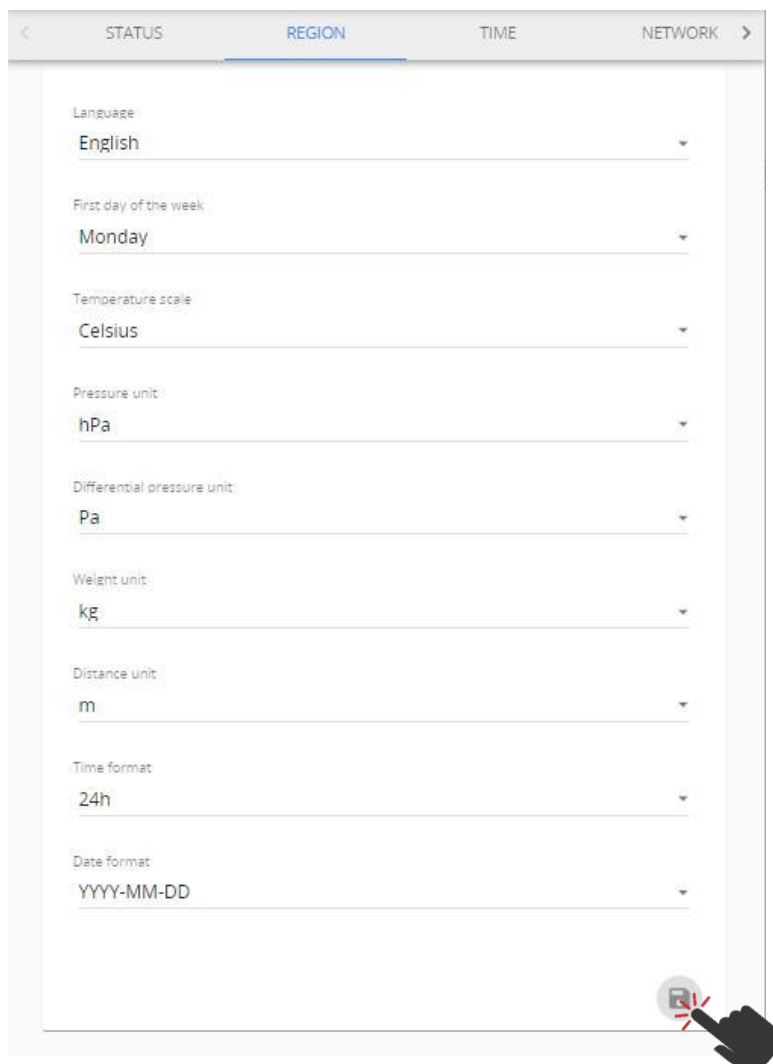 STATUS REGION TIME NETWORK
Language
English
First day of the week
Monday
Temperature scale
Celsius
Pressure unit
hPa
Differential pressure unit
Pa
Weight unit
kg
Distance unit
m
Time format
24h
Date format
YYYY-MM-DD